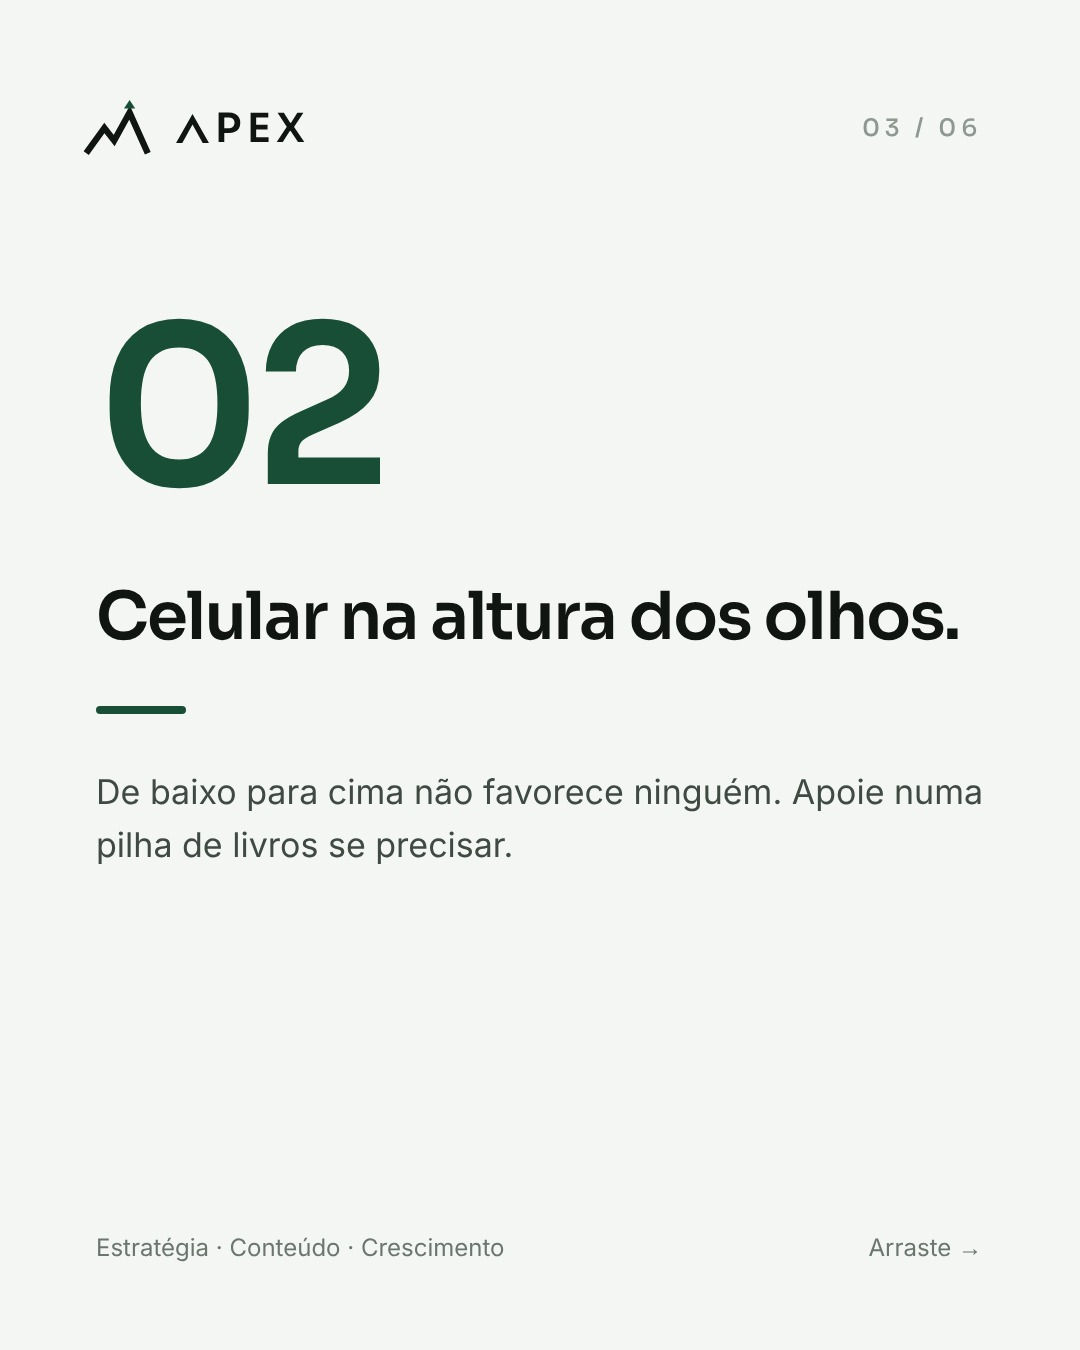 APEX
03 / 06
02
Celular na altura dos olhos.
De baixo para cima não favorece ninguém. Apoie numa
pilha de livros se precisar.
Estratégia · Conteúdo · Crescimento
Arraste →